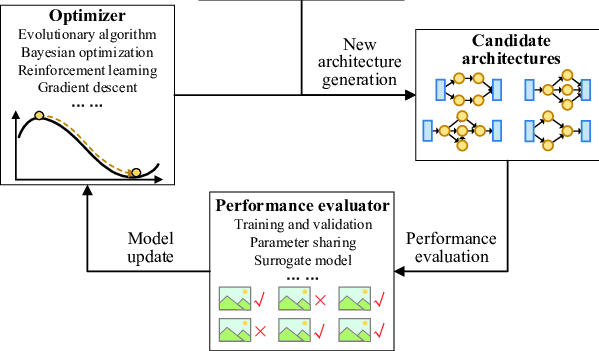 Optimizer
Evolutionary algorithm
Bayesian optimization
Reinforcement learning
Gradient descent
... ...
New
architecture
generation
Candidate
architectures
Performance evaluator
Training and validation
Parameter sharing
Surrogate model
... ...
Model
update
Performance
evaluation